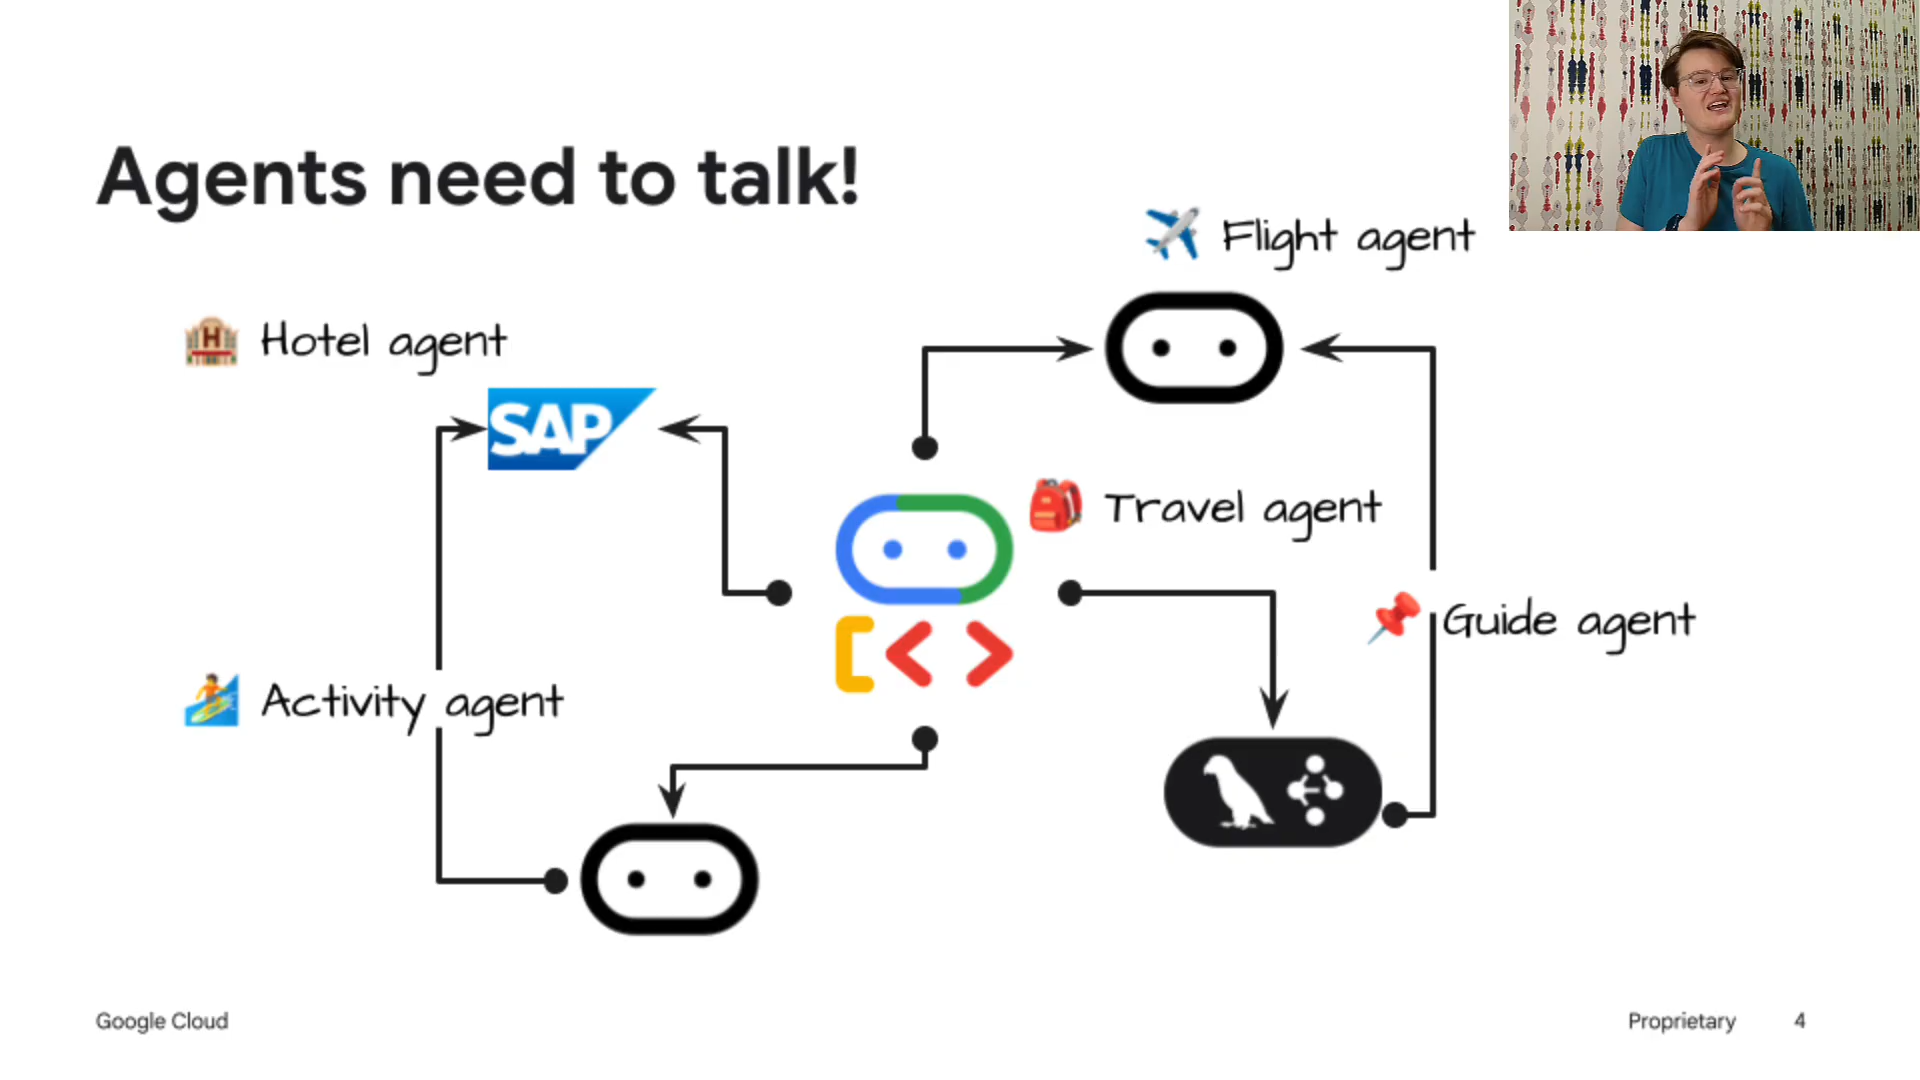 Agents need to talk!
Flight agent
Hotel agent
SAP
Travel agent
Guide agent
Activity agent
Google Cloud
Proprietary
4